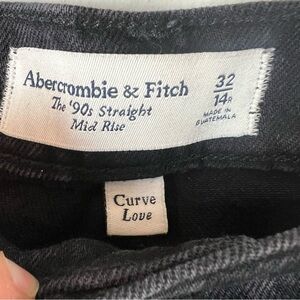 Abercrombie & Fitch
The '90s Straight
Mid Rise
32
14R
MADE IN
GUATEMALA
Curve
Love